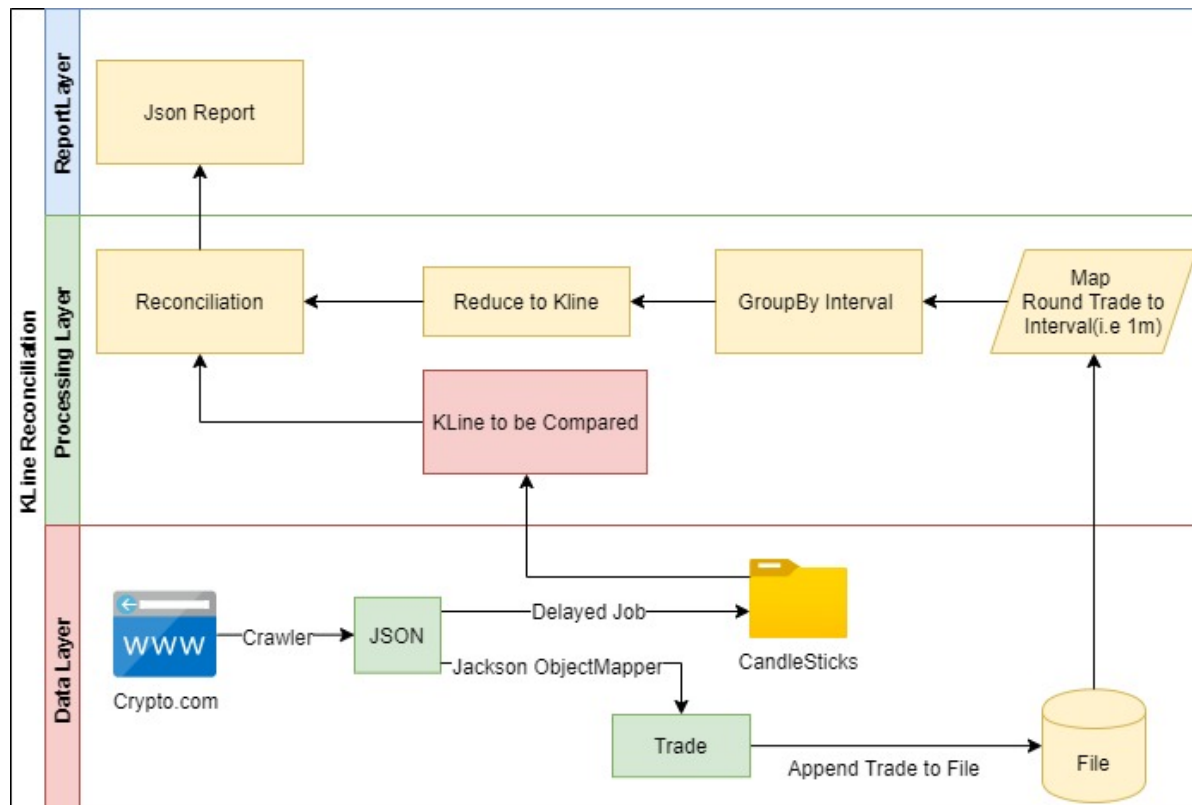 KLine Reconciliation
ReportLayer
Json Report
Processing Layer
Reconciliation
Reduce to Kline
GroupBy Interval
Map
Round Trade to
Interval(i.e 1m)
KLine to be Compared
Data Layer
WWW
Crypto.com
Crawler
JSON
Delayed Job
CandleSticks
Jackson ObjectMapper
Trade
Append Trade to File
File